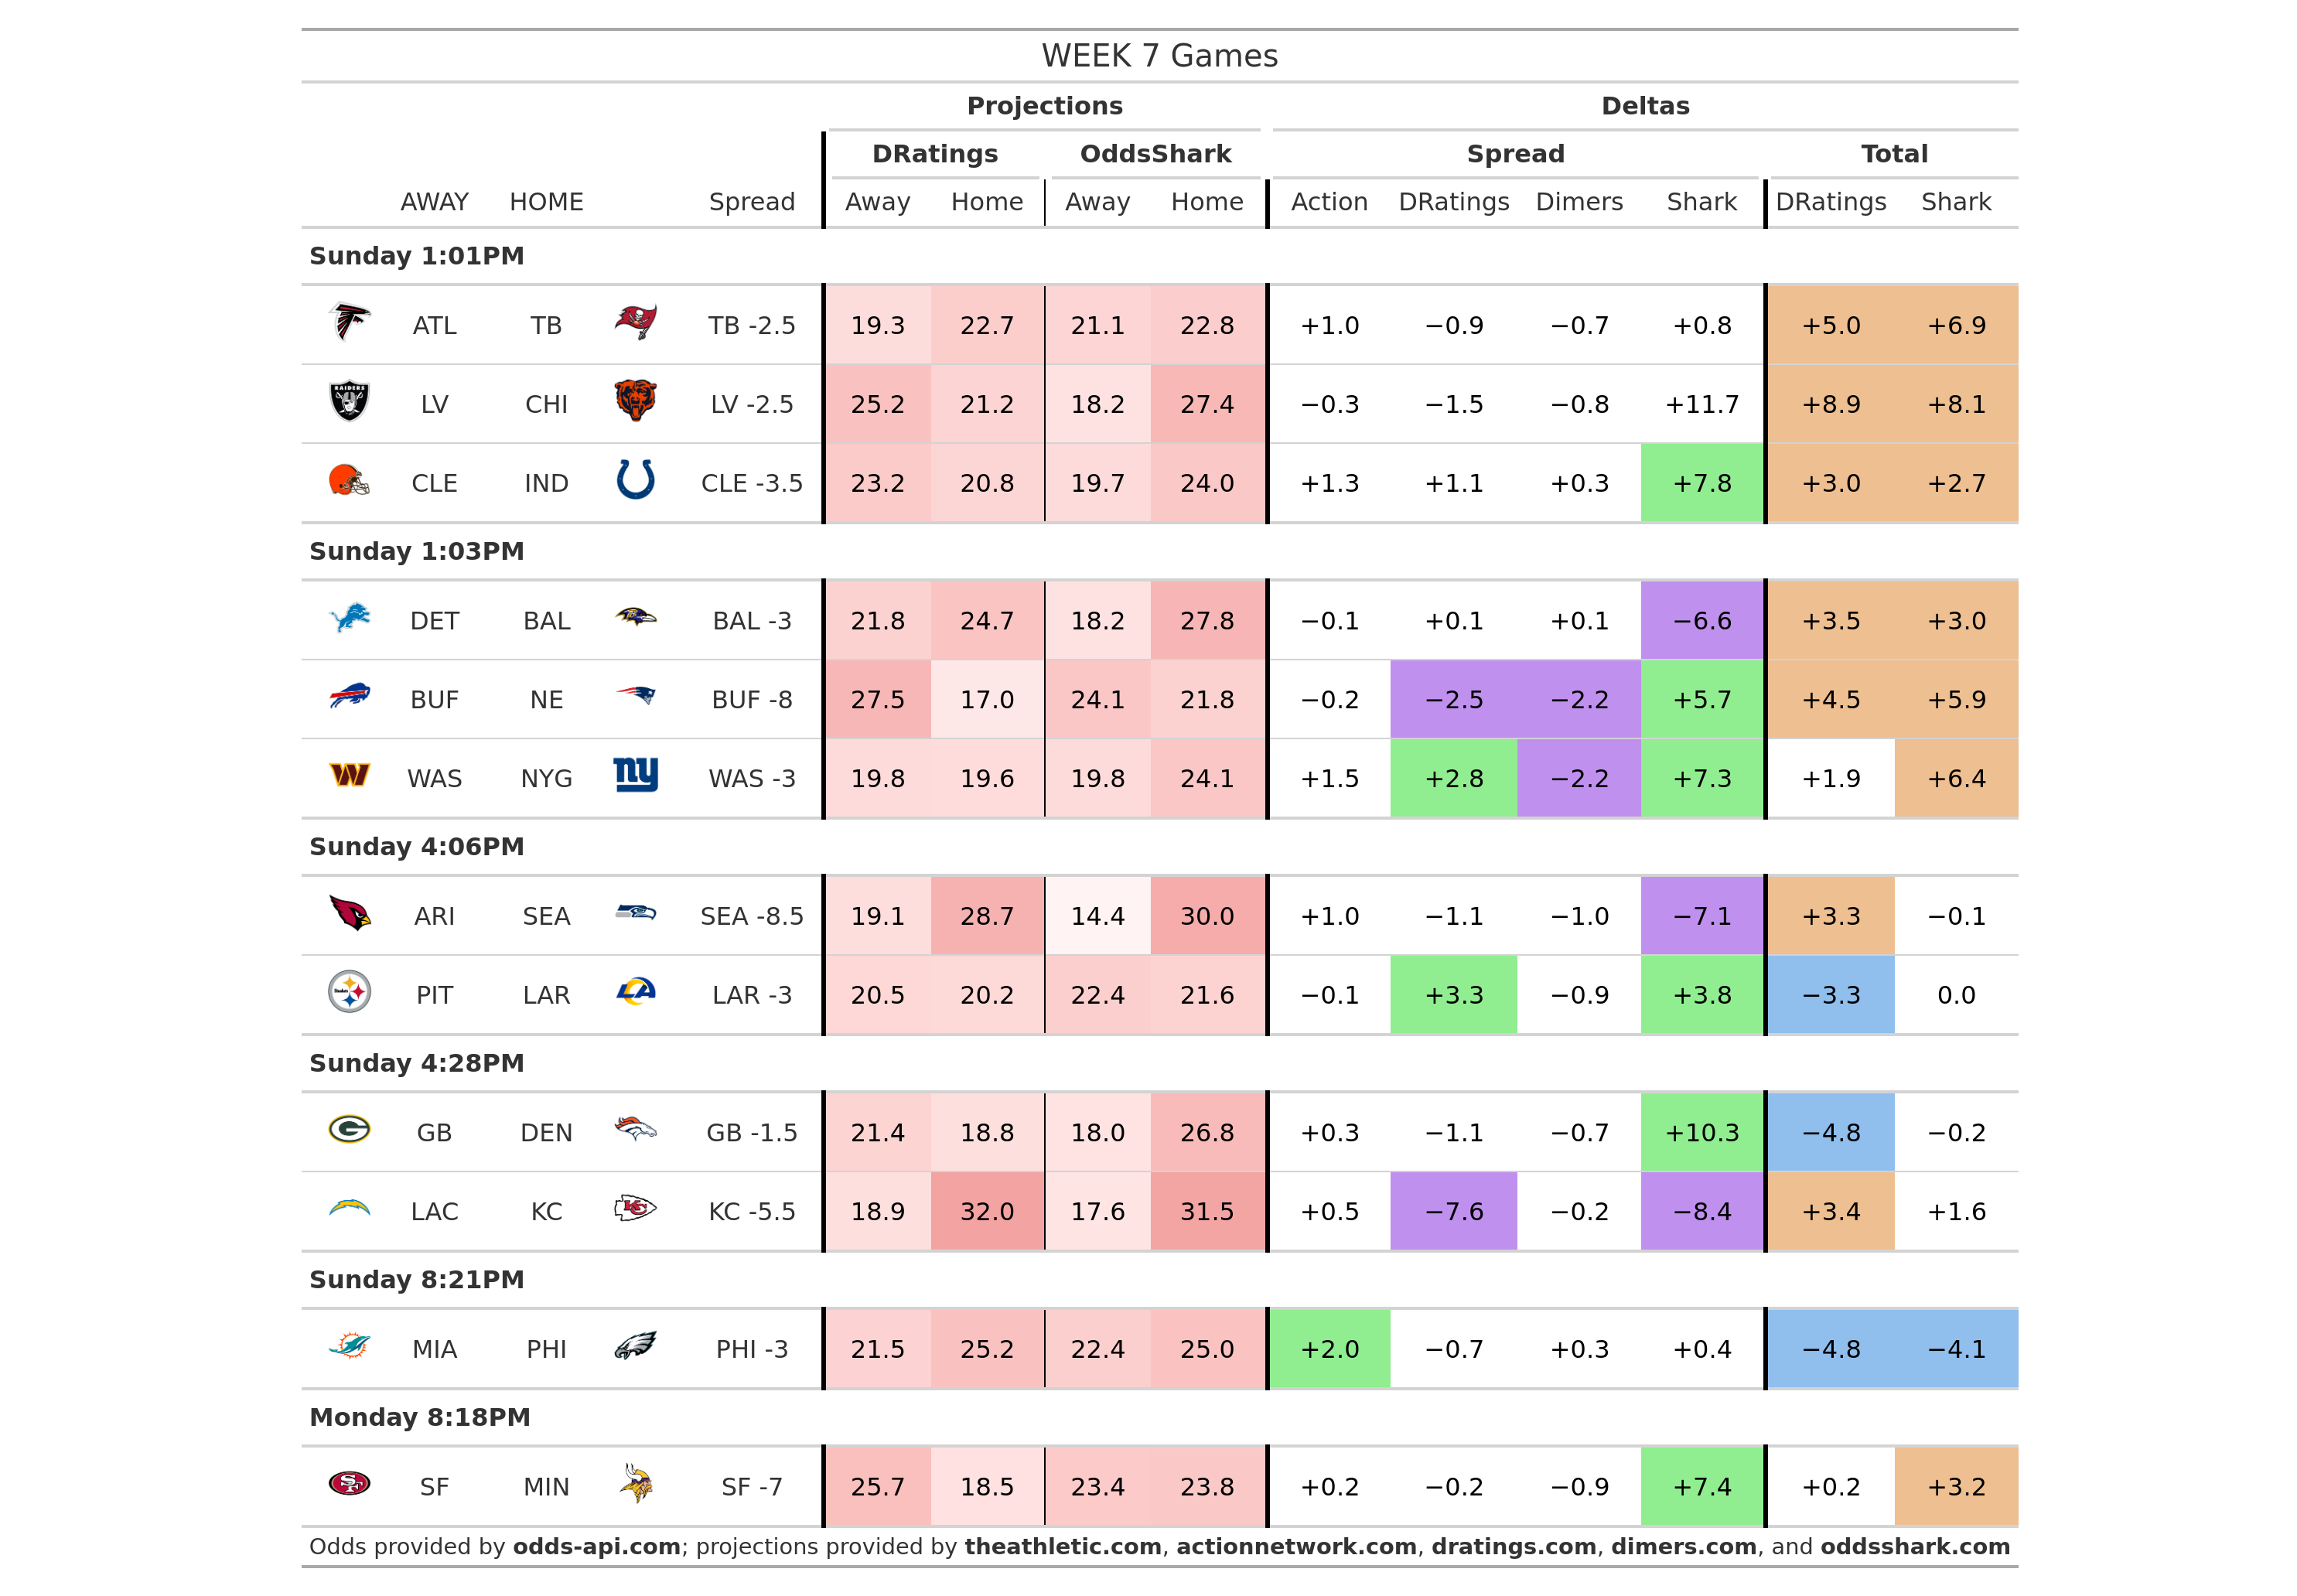 WEEK 7 Games
Projections Deltas
DRatings OddsShark Spread Total
AWAY HOME Spread Away Home Away Home Action DRatings Dimers Shark DRatings Shark
Sunday 1:01PM
ATL TB TB -2.5 19.3 22.7 21.1 22.8 +1.0 −0.9 −0.7 +0.8 +5.0 +6.9
RAIDERS LV CHI LV -2.5 25.2 21.2 18.2 27.4 −0.3 −1.5 −0.8 +11.7 +8.9 +8.1
CLE IND CLE -3.5 23.2 20.8 19.7 24.0 +1.3 +1.1 +0.3 +7.8 +3.0 +2.7
Sunday 1:03PM
DET BAL BAL -3 21.8 24.7 18.2 27.8 −0.1 +0.1 +0.1 −6.6 +3.5 +3.0
BUF NE BUF -8 27.5 17.0 24.1 21.8 −0.2 −2.5 −2.2 +5.7 +4.5 +5.9
W WAS NYG ny WAS -3 19.8 19.6 19.8 24.1 +1.5 +2.8 −2.2 +7.3 +1.9 +6.4
Sunday 4:06PM
ARI SEA SEA -8.5 19.1 28.7 14.4 30.0 +1.0 −1.1 −1.0 −7.1 +3.3 −0.1
Steelers PIT LAR LA LAR -3 20.5 20.2 22.4 21.6 −0.1 +3.3 −0.9 +3.8 −3.3 0.0
Sunday 4:28PM
G GB DEN GB -1.5 21.4 18.8 18.0 26.8 +0.3 −1.1 −0.7 +10.3 −4.8 −0.2
LAC KC KC KC -5.5 18.9 32.0 17.6 31.5 +0.5 −7.6 −0.2 −8.4 +3.4 +1.6
Sunday 8:21PM
MIA PHI PHI -3 21.5 25.2 22.4 25.0 +2.0 −0.7 +0.3 +0.4 −4.8 −4.1
Monday 8:18PM
SF SF MIN SF -7 25.7 18.5 23.4 23.8 +0.2 −0.2 −0.9 +7.4 +0.2 +3.2
Odds provided by odds-api.com; projections provided by theathletic.com, actionnetwork.com, dratings.com, dimers.com, and oddsshark.com